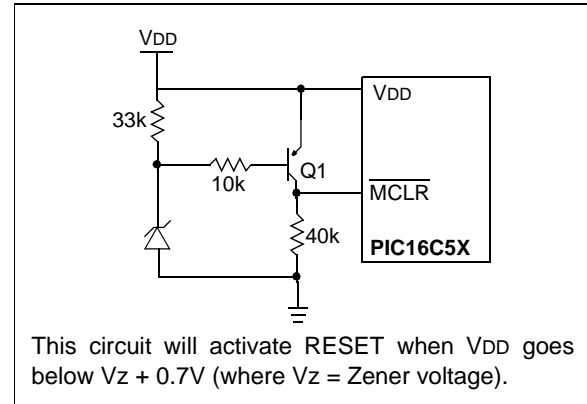 VDD
VDD
33k
10k
Q1
MCLR
40k
PIC16C5X
This circuit will activate RESET when VDD goes
below Vz + 0.7V (where Vz = Zener voltage).